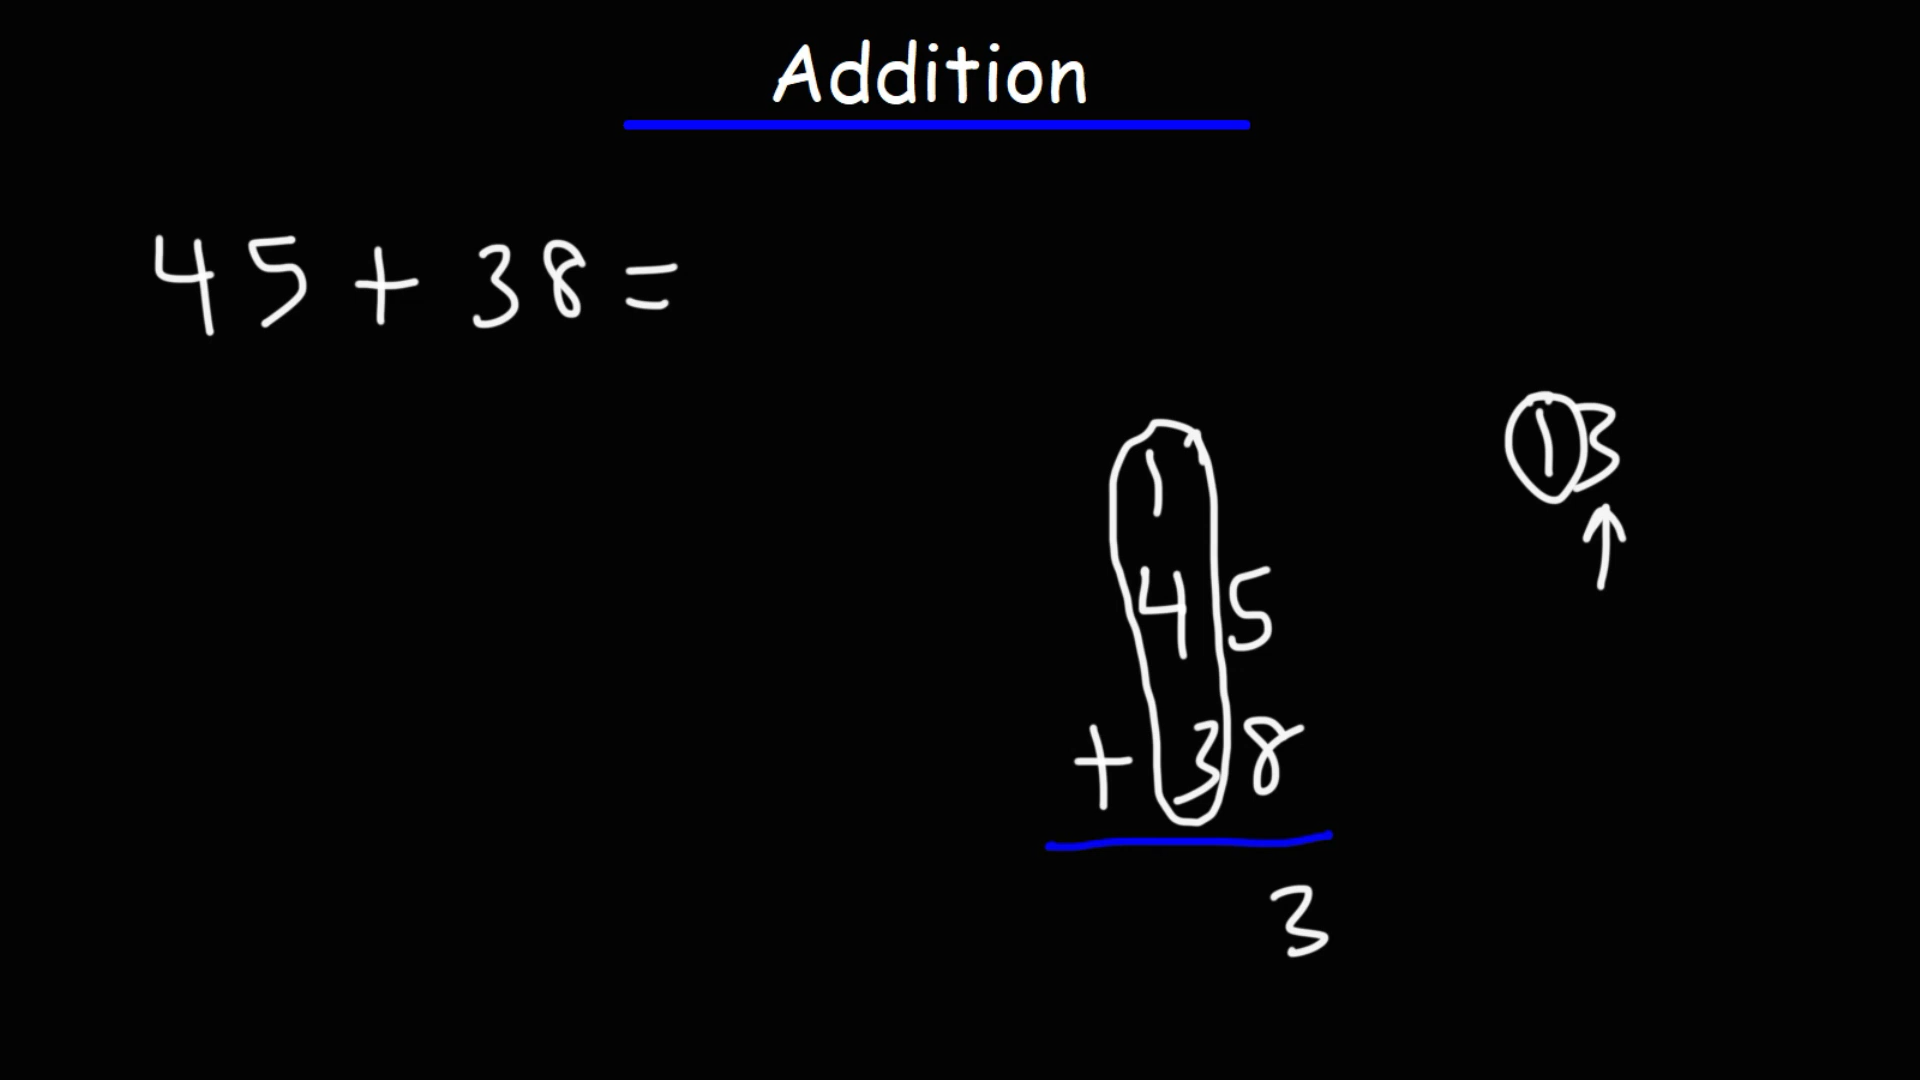 Addition
45 + 38 =
13
1
45
+ 38
3